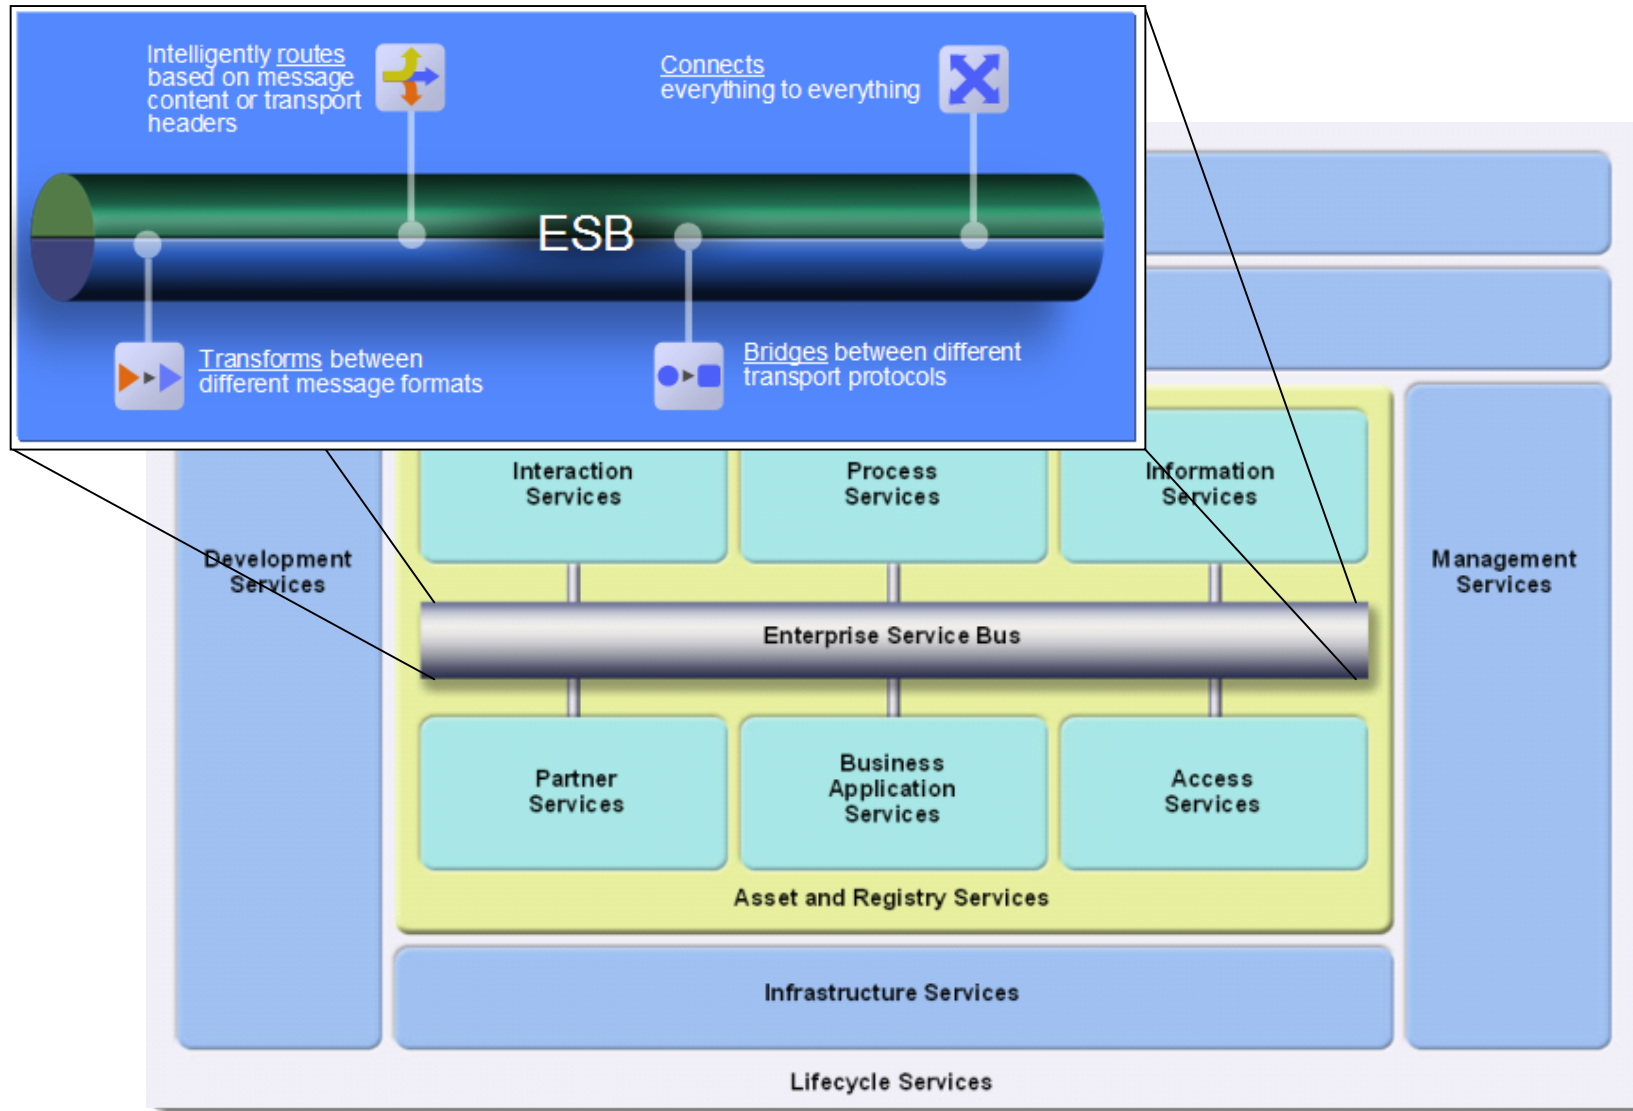 Intelligently routes
based on message
content or transport
headers
Connects
everything to everything
ESB
Transforms between
different message formats
Bridges between different
transport protocols
Interaction
Services
Process
Services
Information
Services
Development
Services
Management
Services
Enterprise Service Bus
Partner
Services
Business
Application
Services
Access
Services
Asset and Registry Services
Infrastructure Services
Lifecycle Services